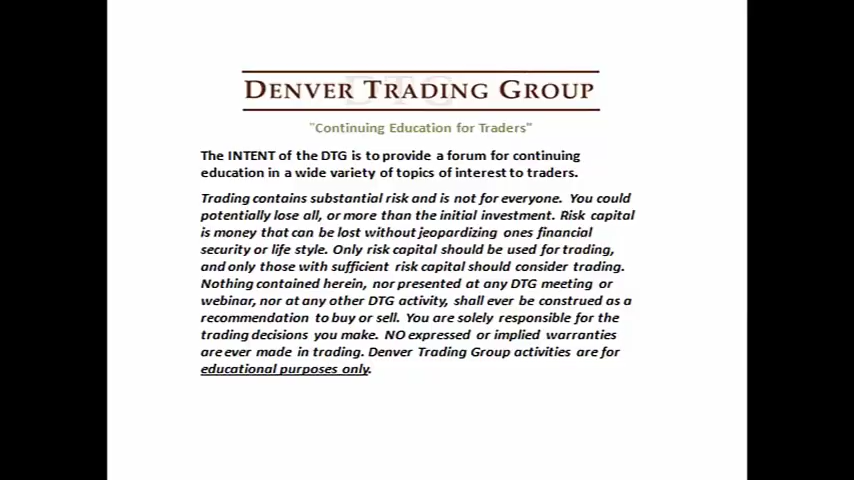 DENVER TRADING GROUP
DTG
"Continuing Education for Traders"
The INTENT of the DTG is to provide a forum for continuing
education in a wide variety of topics of interest to traders.
Trading contains substantial risk and is not for everyone. You could
potentially lose all, or more than the initial investment. Risk capital
is money that can be lost without jeopardizing ones financial
security or life style. Only risk capital should be used for trading,
and only those with sufficient risk capital should consider trading.
Nothing contained herein, nor presented at any DTG meeting or
webinar, nor at any other DTG activity, shall ever be construed as a
recommendation to buy or sell. You are solely responsible for the
trading decisions you make. NO expressed or implied warranties
are ever made in trading. Denver Trading Group activities are for
educational purposes only.